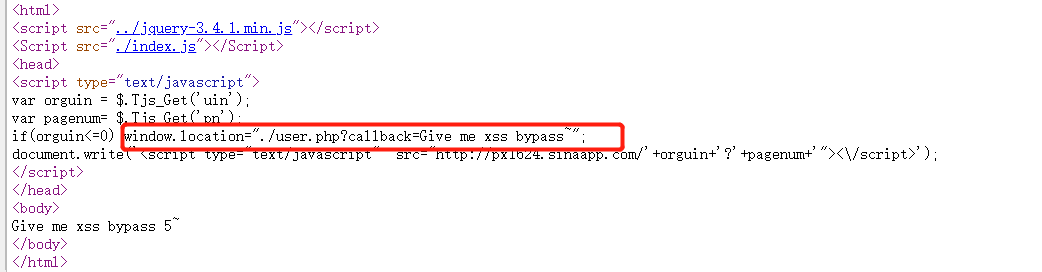 <html>
<script src="../jquery-3.4.1.min.js"></script>
<Script src="./index.js"></Script>
<head>
<script type="text/javascript">
var orguin = $.Tjs_Get('uin');
var pagenum= $.Tjs_Get('pn');
if(orguin<=0) window.location="./user.php?callback=Give me xss bypass~";
document.write('<script type="text/javascript"  src="http://px1624.sinaapp.com/'+orguin+'?'+pagenum+'"><\/script>');
</script>
</head>
<body>
Give me xss bypass 5~
</body>
</html>